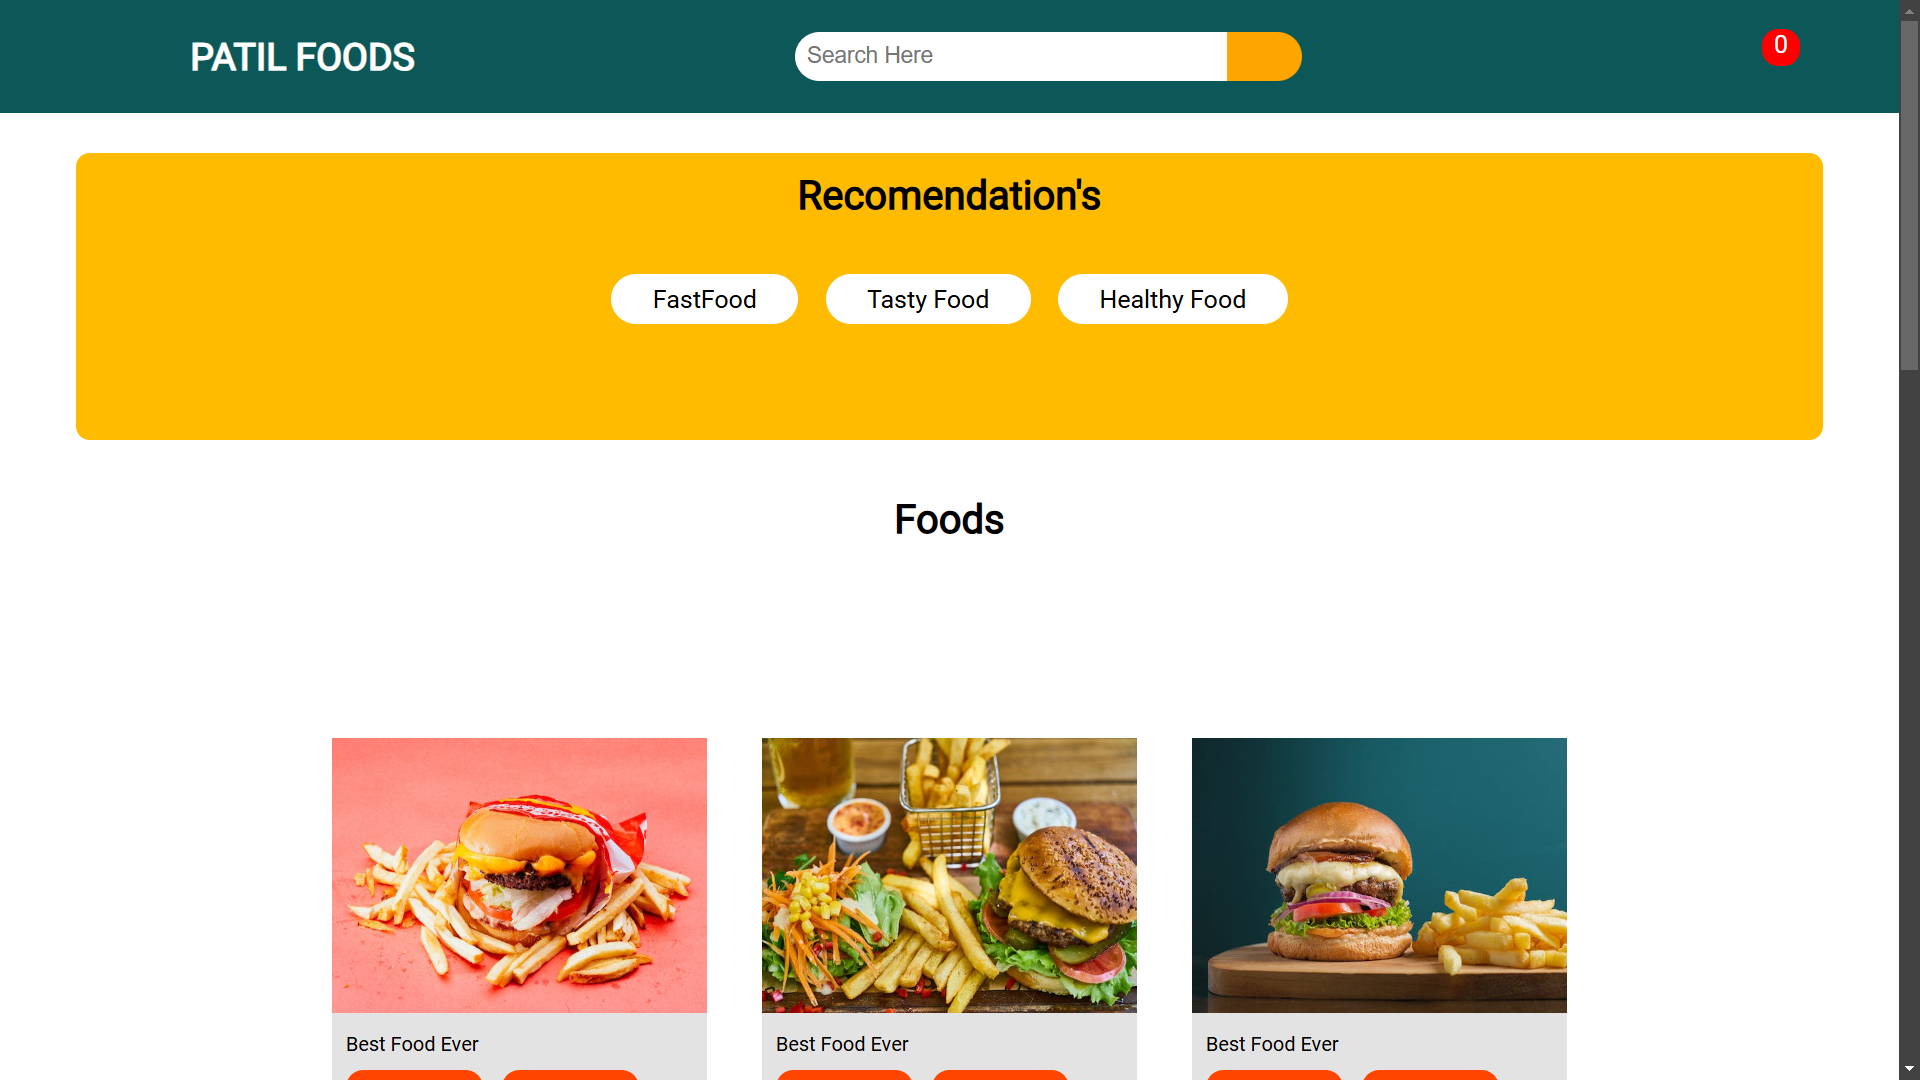 PATIL FOODS
Search Here
0
Recomendation's
FastFood
Tasty Food
Healthy Food
Foods
Best Food Ever
Best Food Ever
Best Food Ever